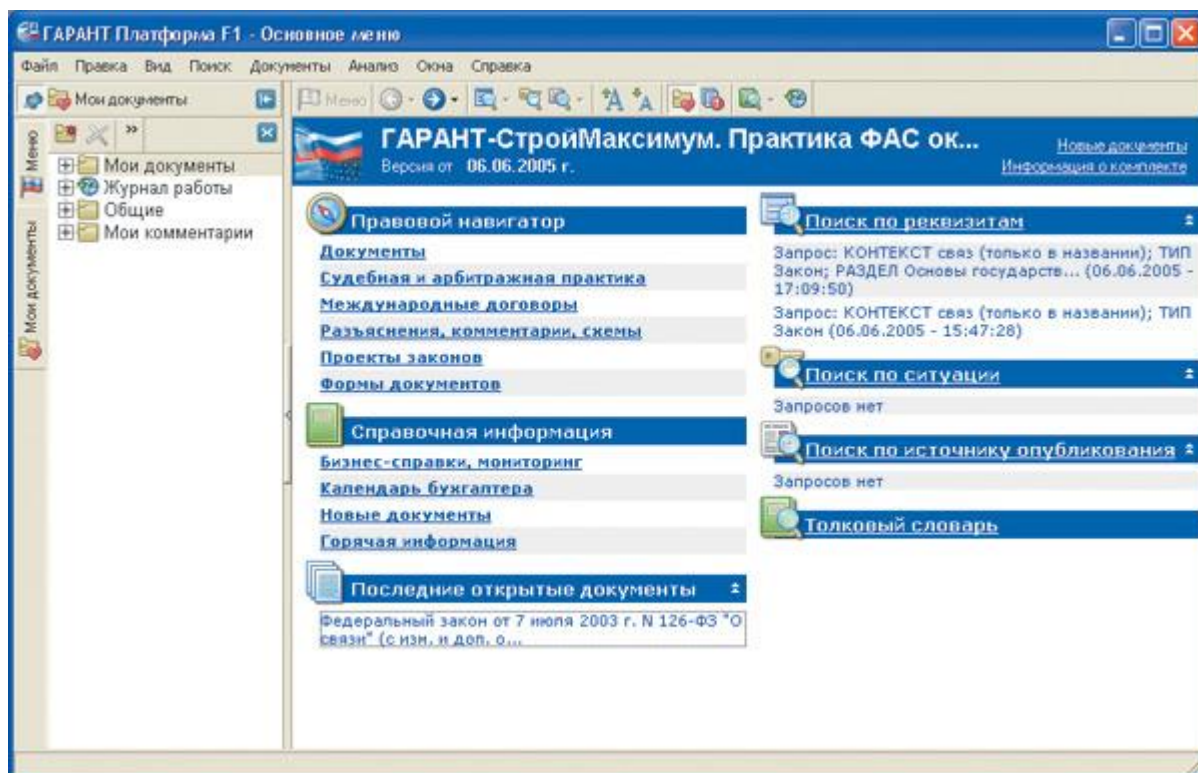 ГАРАНТ Платформа F1 - Основное меню
Файл Правка Вид Поиск Документы Анализ Окна Справка
Мои документы
Меню
Меню
Мои документы
»
Мои документы
Журнал работы
Общие
Мои комментарии
ГАРАНТ-СтройМаксимум. Практика ФАС ок...
Версия от 06.06.2005 г.
Новые документы
Информация о комплекте
Правовой навигатор
Документы
Судебная и арбитражная практика
Международные договоры
Разъяснения, комментарии, схемы
Проекты законов
Формы документов
Справочная информация
Бизнес-справки, мониторинг
Календарь бухгалтера
Новые документы
Горячая информация
Последние открытые документы
Федеральный закон от 7 июля 2003 г. N 126-ФЗ "О
связи" (с изм. и доп. о...
Поиск по реквизитам
Запрос: КОНТЕКСТ связ (только в названии); ТИП
Закон; РАЗДЕЛ Основы государств... (06.06.2005 -
17:09:50)
Запрос: КОНТЕКСТ связ (только в названии); ТИП
Закон (06.06.2005 - 15:47:28)
Поиск по ситуации
Запросов нет
Поиск по источнику опубликования
Запросов нет
Толковый словарь